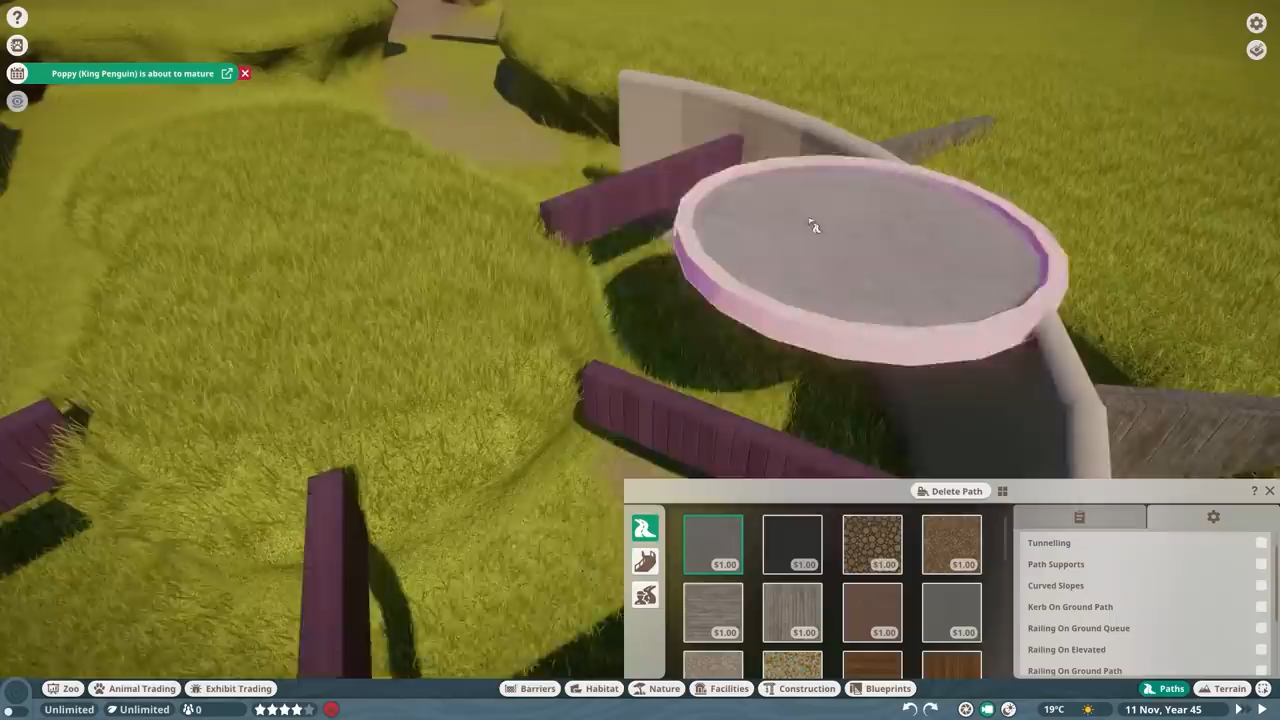 ?
Poppy (King Penguin) is about to mature
Delete Path
?
$1.00 $1.00 $1.00 $1.00
$1.00 $1.00 $1.00 $1.00
Tunnelling
Path Supports
Curved Slopes
Kerb On Ground Path
Railing On Ground Queue
Railing On Elevated
Railing On Ground Path
Zoo Animal Trading Exhibit Trading Barriers Habitat Nature Facilities Construction Blueprints Paths Terrain
Unlimited Unlimited 0 19°C 11 Nov, Year 45